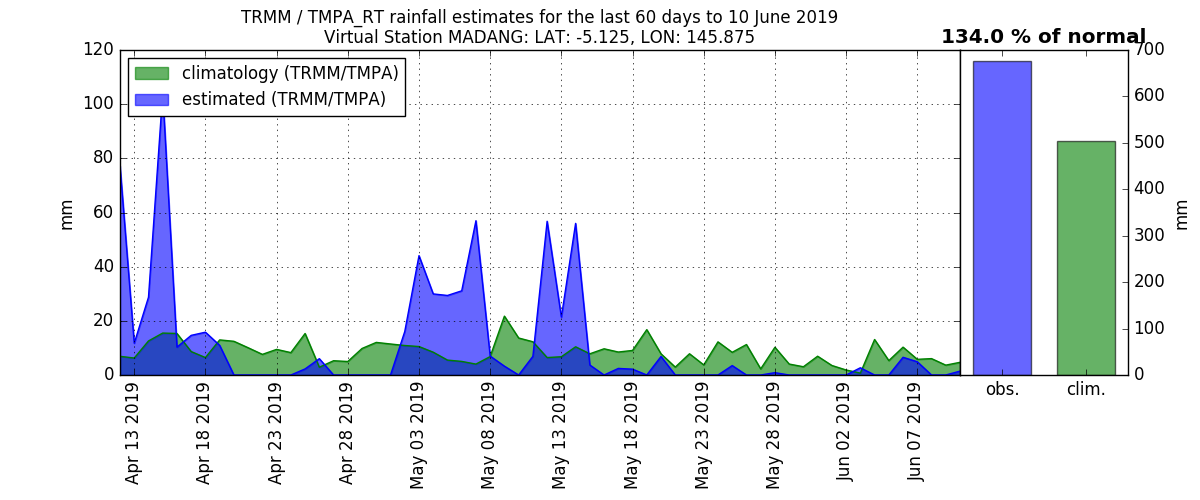 TRMM / TMPA_RT rainfall estimates for the last 60 days to 10 June 2019
Virtual Station MADANG: LAT: -5.125, LON: 145.875
134.0 % of normal
climatology (TRMM/TMPA)
estimated (TRMM/TMPA)
120
100
80
60
40
20
0
mm
Apr 13 2019
Apr 18 2019
Apr 23 2019
Apr 28 2019
May 03 2019
May 08 2019
May 13 2019
May 18 2019
May 23 2019
May 28 2019
Jun 02 2019
Jun 07 2019
obs.
clim.
700
600
500
400
300
200
100
0
mm